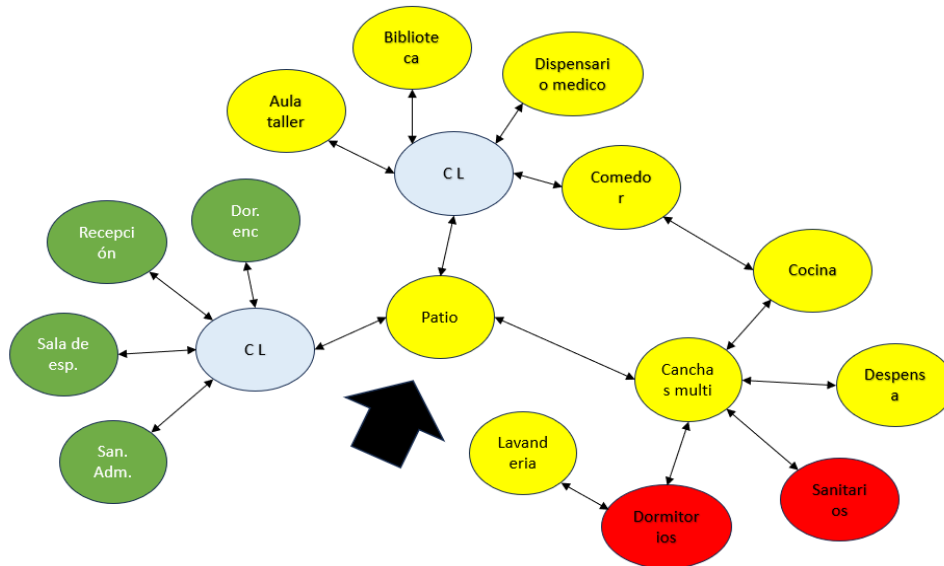 Bibliote
ca
Dispensari
o medico
Aula
taller
C L
Comedo
r
Dor.
enc
Recepci
ón
Cocina
Patio
Sala de
esp.
C L
Cancha
s multi
Despens
a
Lavand
eria
San.
Adm.
Sanitari
os
Dormitor
ios